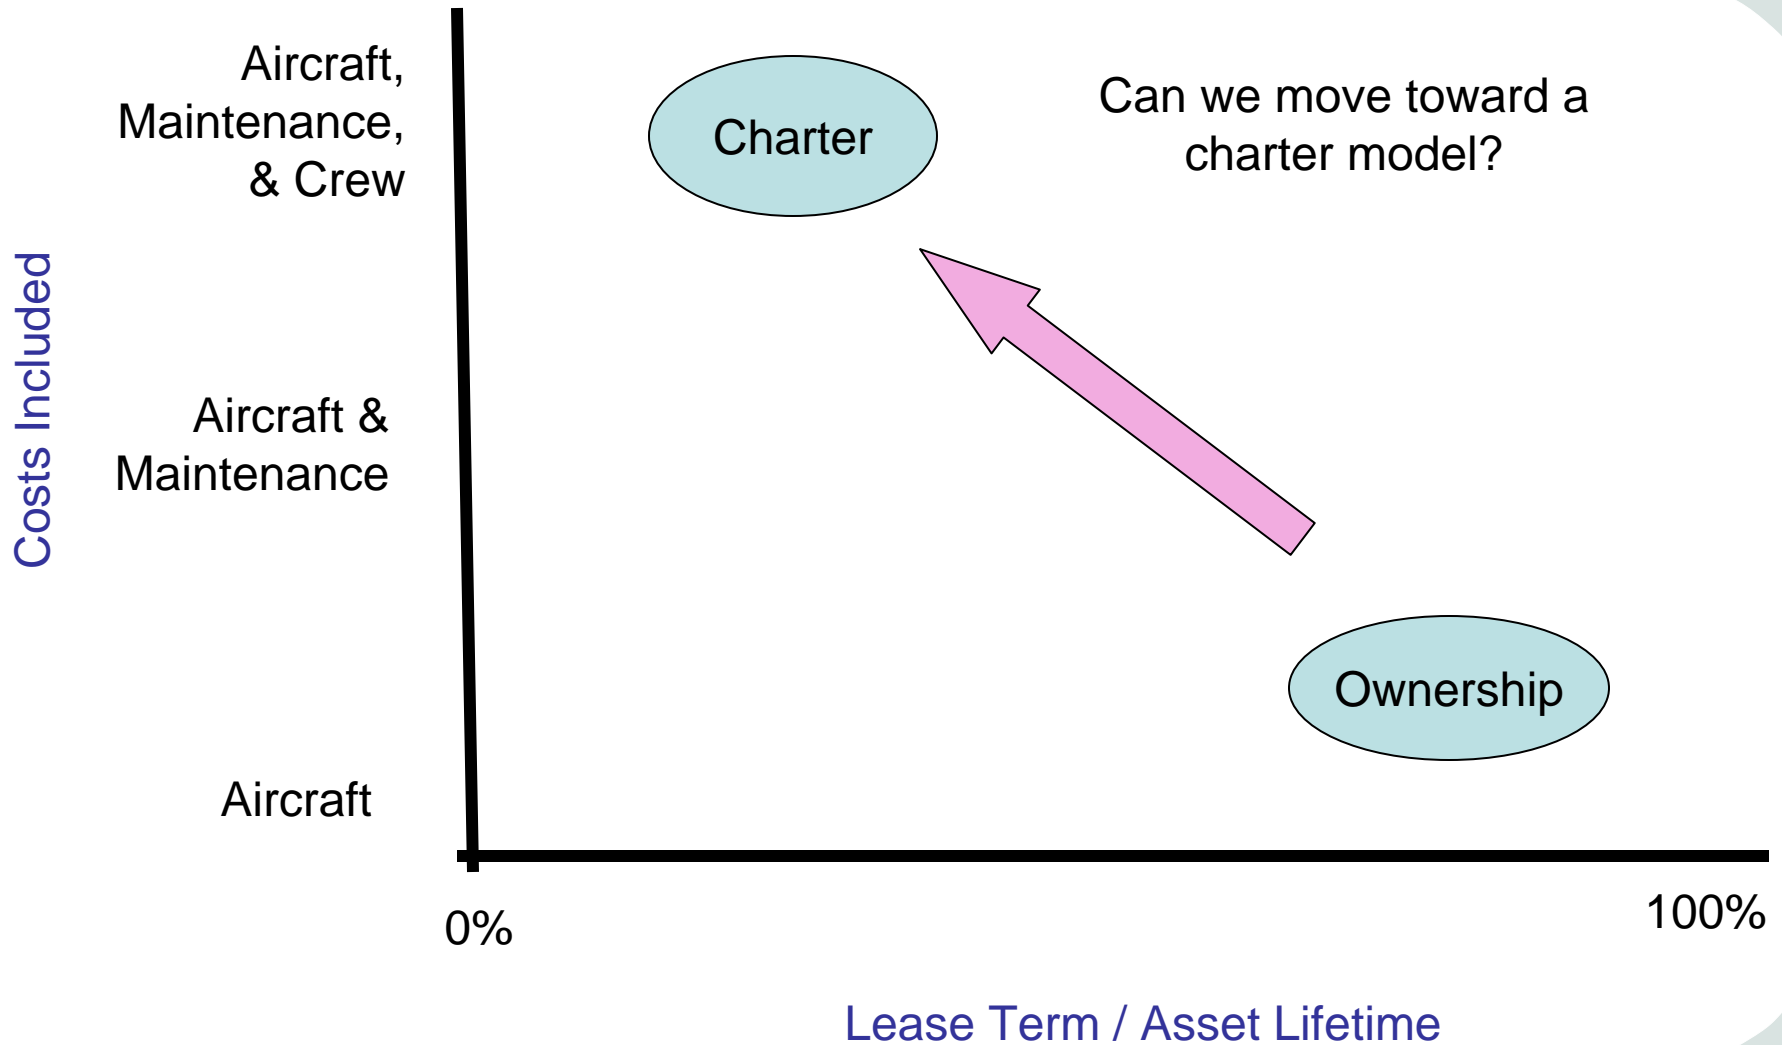 Aircraft,
Maintenance,
& Crew
Charter
Can we move toward a
charter model?
Costs Included
Aircraft &
Maintenance
Ownership
Aircraft
0%
100%
Lease Term / Asset Lifetime